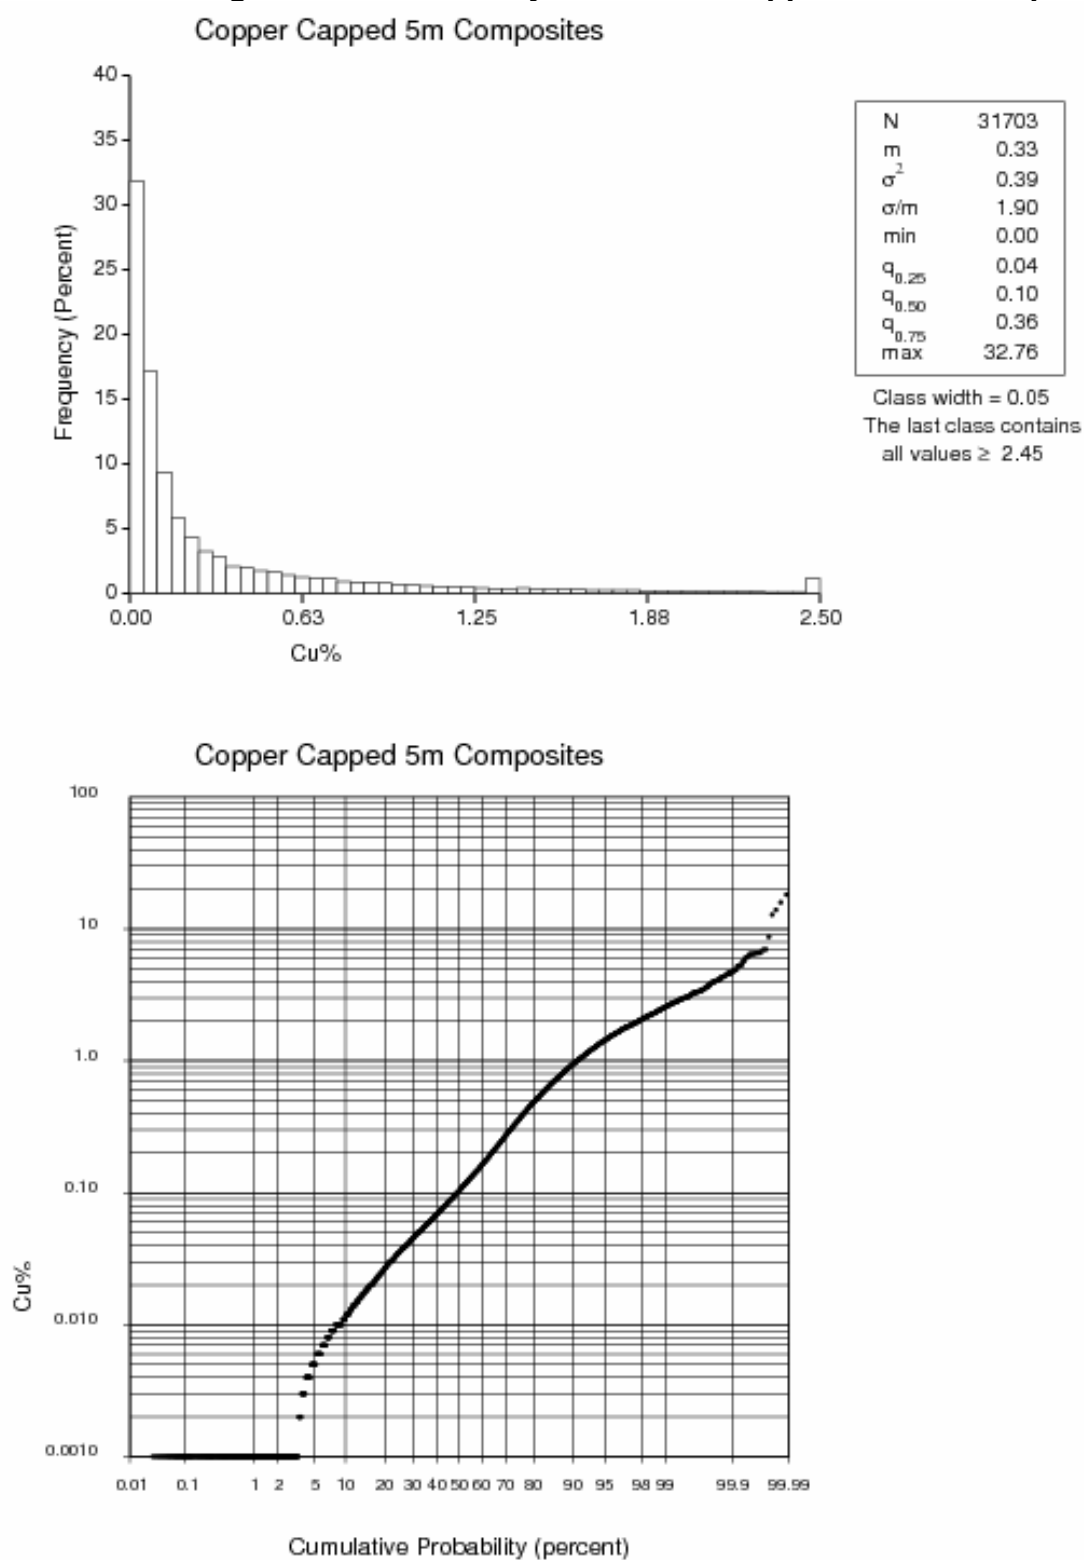 Copper Capped 5m Composites
40
35
30
25
20
15
10
5
0
Frequency (Percent)
0.00 0.63 1.25 1.88 2.50
Cu%
N 31703
m 0.33
σ² 0.39
σ/m 1.90
min 0.00
q0.25 0.04
q0.50 0.10
q0.75 0.36
max 32.76
Class width = 0.05
The last class contains
all values ≥ 2.45
Copper Capped 5m Composites
100
10
1.0
0.10
0.010
0.0010
Cu%
0.01 0.1 1 2 5 10 20 30 40 50 60 70 80 90 95 98 99 99.9 99.99
Cumulative Probability (percent)